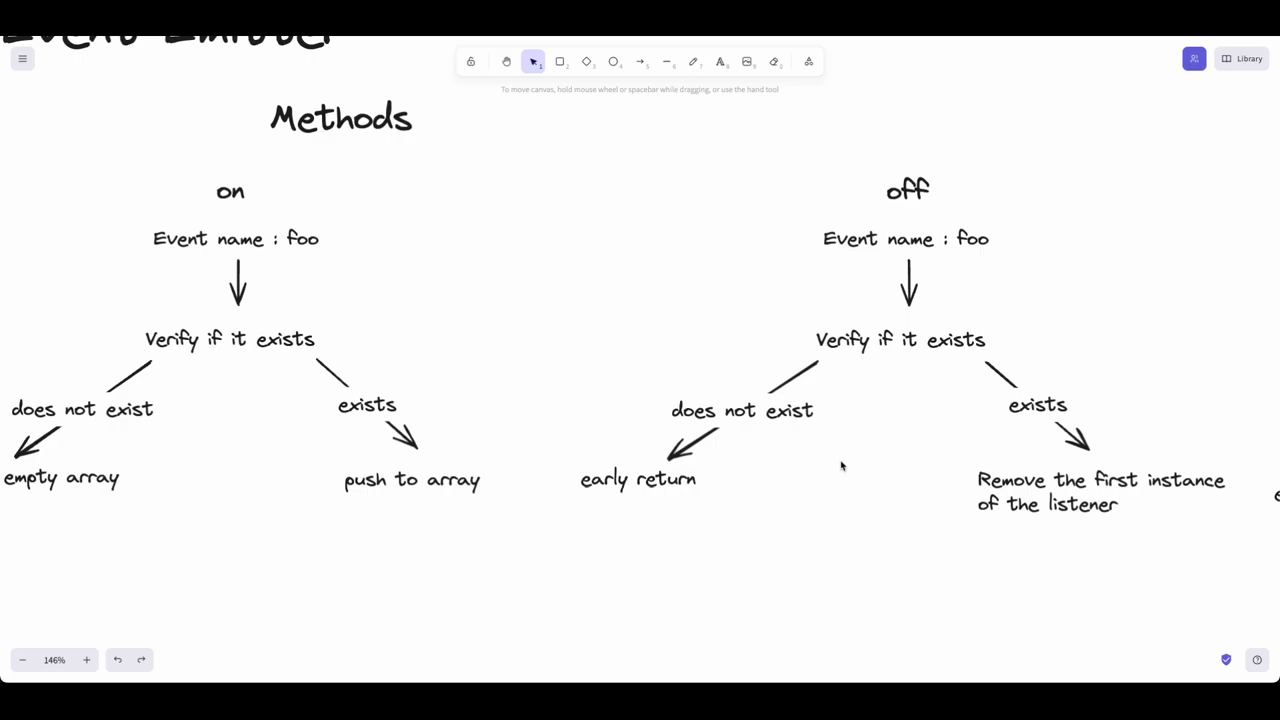 Event Emitter
Library
To move canvas, hold mouse wheel or spacebar while dragging, or use the hand tool
Methods
on
off
Event name : foo
Event name : foo
Verify if it exists
Verify if it exists
does not exist
exists
does not exist
exists
empty array
push to array
early return
Remove the first instance
of the listener
146%